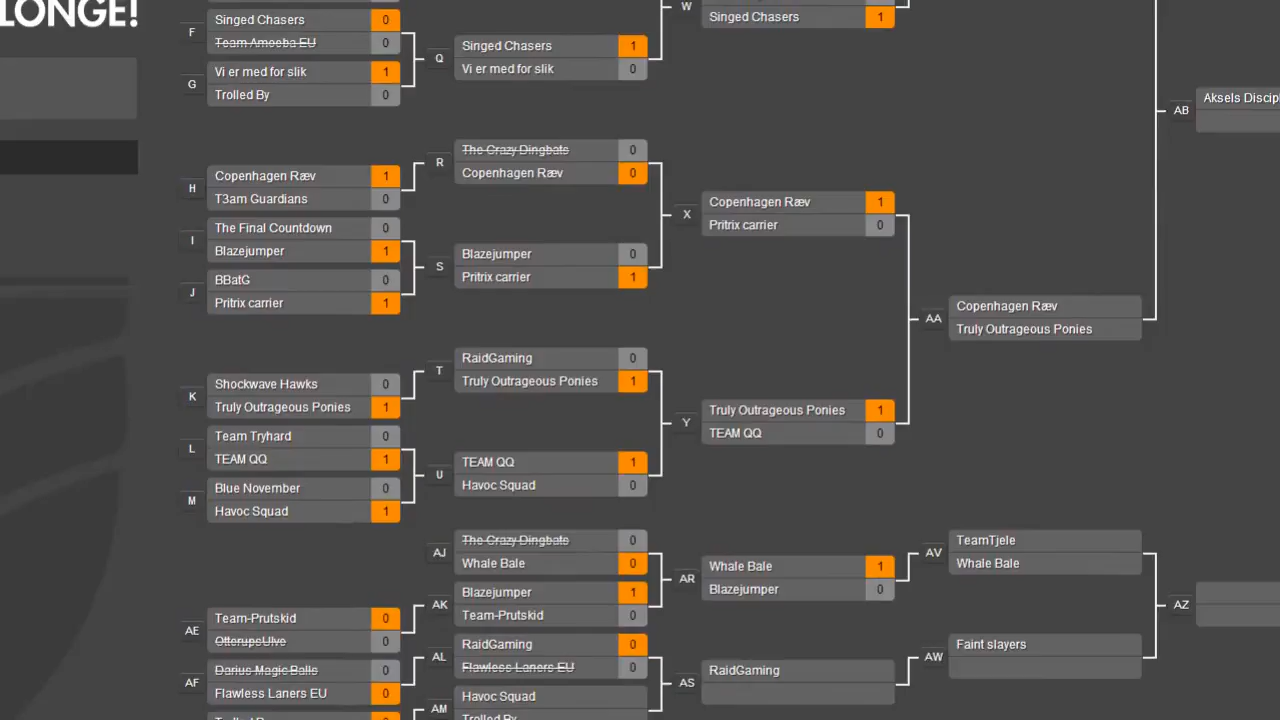 LONGE!
F
Singed Chasers 0
Team Amoeba EU 0
G
Vi er med for slik 1
Trolled By 0
H
Copenhagen Ræv 1
T3am Guardians 0
I
The Final Countdown 0
Blazejumper 1
J
BBatG 0
Pritrix carrier 1
K
Shockwave Hawks 0
Truly Outrageous Ponies 1
L
Team Tryhard 0
TEAM QQ 1
M
Blue November 0
Havoc Squad 1
AE
Team-Prutskid 0
OtterupsUlve 0
AF
Darius Magic Balls 0
Flawless Laners EU 0
Q
Singed Chasers 1
Vi er med for slik 0
R
The Crazy Dingbats 0
Copenhagen Ræv 0
S
Blazejumper 0
Pritrix carrier 1
T
RaidGaming 0
Truly Outrageous Ponies 1
U
TEAM QQ 1
Havoc Squad 0
AJ
The Crazy Dingbats 0
Whale Bale 0
AK
Blazejumper 1
Team-Prutskid 0
AL
RaidGaming 0
Flawless Laners EU 0
AM
Havoc Squad
Trolled By
W
Singed Chasers 1
X
Copenhagen Ræv 1
Pritrix carrier 0
Y
Truly Outrageous Ponies 1
TEAM QQ 0
AR
Whale Bale 1
Blazejumper 0
AS
RaidGaming
AA
Copenhagen Ræv
Truly Outrageous Ponies
AV
TeamTjele
Whale Bale
AW
Faint slayers
AB
Aksels Discip
AZ